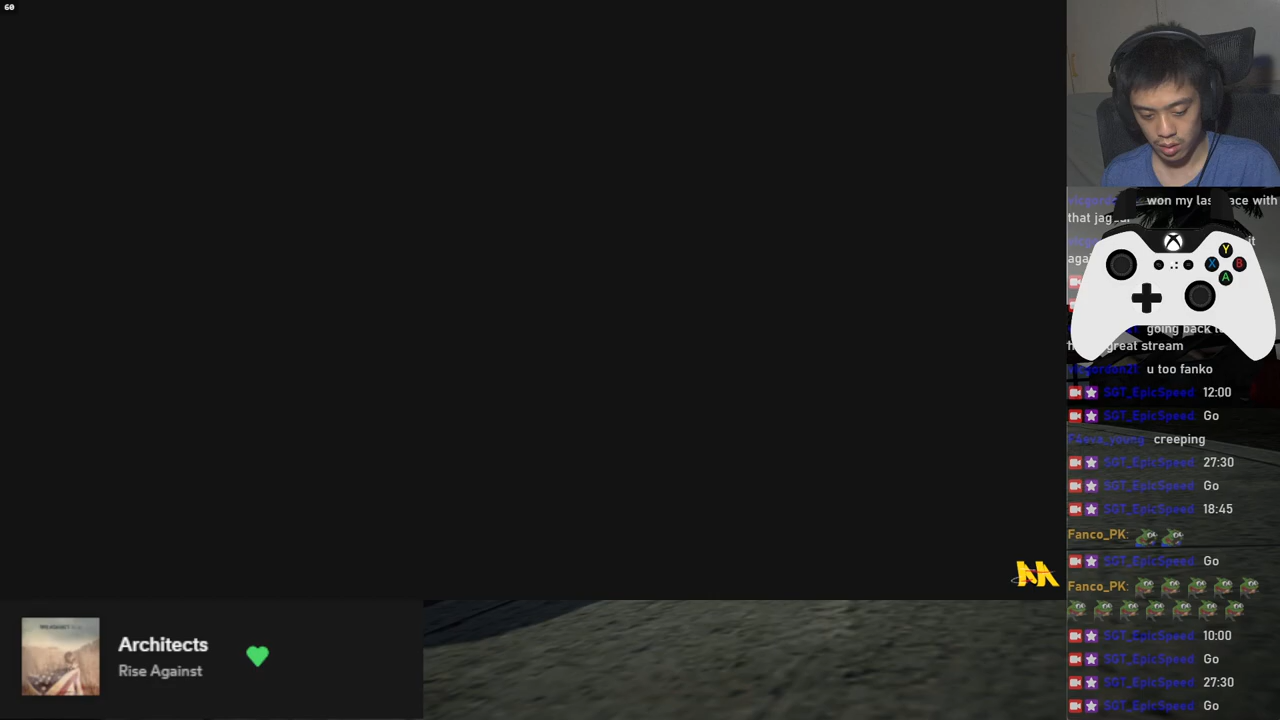 60
won my las ace with
that jag
it
agai
going back t
great stream
u too fanko
SGT_EpicSpeed 12:00
SGT_EpicSpeed Go
creeping
SGT_EpicSpeed 27:30
SGT_EpicSpeed Go
SGT_EpicSpeed 18:45
Fanco_PK:
SGT_EpicSpeed Go
Fanco_PK:
SGT_EpicSpeed 10:00
SGT_EpicSpeed Go
SGT_EpicSpeed 27:30
SGT_EpicSpeed Go
Y
X B
A
Architects
Rise Against